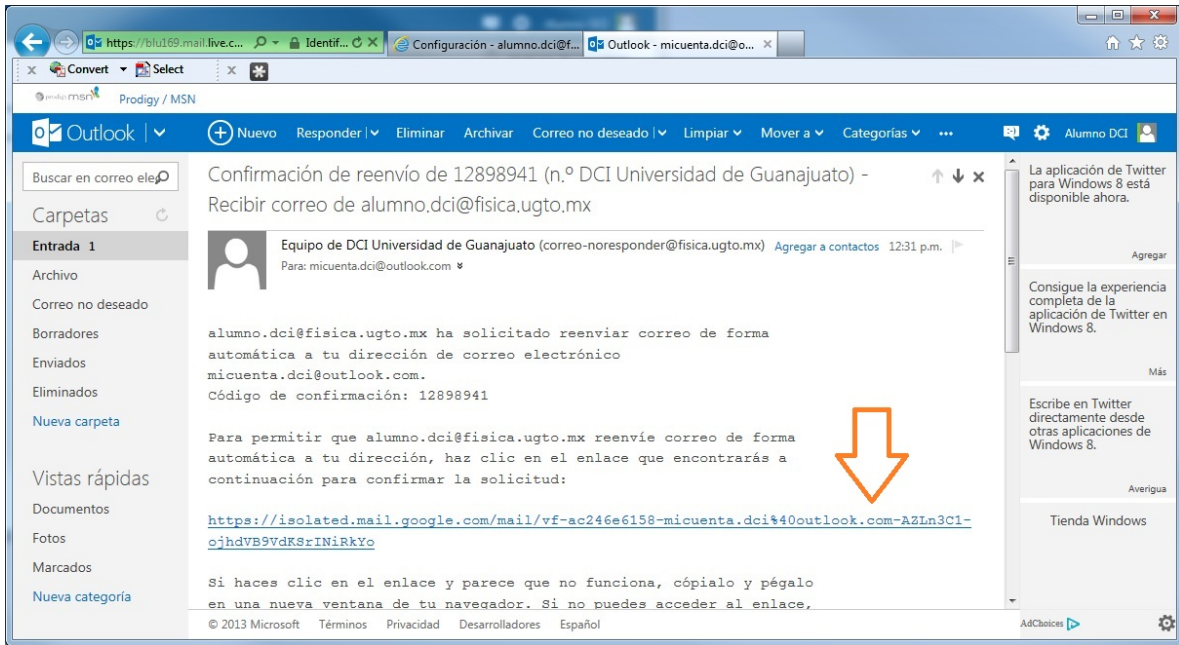 https://blu169.mail.live.c... Identif... Configuración - alumno.dci@f... Outlook - micuenta.dci@o...
Convert Select
prodigy msn Prodigy / MSN
Outlook Nuevo Responder Eliminar Archivar Correo no deseado Limpiar Mover a Categorías ••• Alumno DCI
Buscar en correo ele
Carpetas
Entrada 1
Archivo
Correo no deseado
Borradores
Enviados
Eliminados
Nueva carpeta
Vistas rápidas
Documentos
Fotos
Marcados
Nueva categoría
Confirmación de reenvío de 12898941 (n.º DCI Universidad de Guanajuato) -
Recibir correo de alumno.dci@fisica.ugto.mx
Equipo de DCI Universidad de Guanajuato (correo-noresponder@fisica.ugto.mx) Agregar a contactos 12:31 p.m.
Para: micuenta.dci@outlook.com
alumno.dci@fisica.ugto.mx ha solicitado reenviar correo de forma
automática a tu dirección de correo electrónico
micuenta.dci@outlook.com.
Código de confirmación: 12898941
Para permitir que alumno.dci@fisica.ugto.mx reenvíe correo de forma
automática a tu dirección, haz clic en el enlace que encontrarás a
continuación para confirmar la solicitud:
https://isolated.mail.google.com/mail/vf-ac246e6158-micuenta.dci%40outlook.com-AZLn3C1-
ojhdVB9VdKSrINiRkYo
Si haces clic en el enlace y parece que no funciona, cópialo y pégalo
en una nueva ventana de tu navegador. Si no puedes acceder al enlace,
© 2013 Microsoft Términos Privacidad Desarrolladores Español
La aplicación de Twitter
para Windows 8 está
disponible ahora.
Agregar
Consigue la experiencia
completa de la
aplicación de Twitter en
Windows 8.
Más
Escribe en Twitter
directamente desde
otras aplicaciones de
Windows 8.
Averigua
Tienda Windows
AdChoices